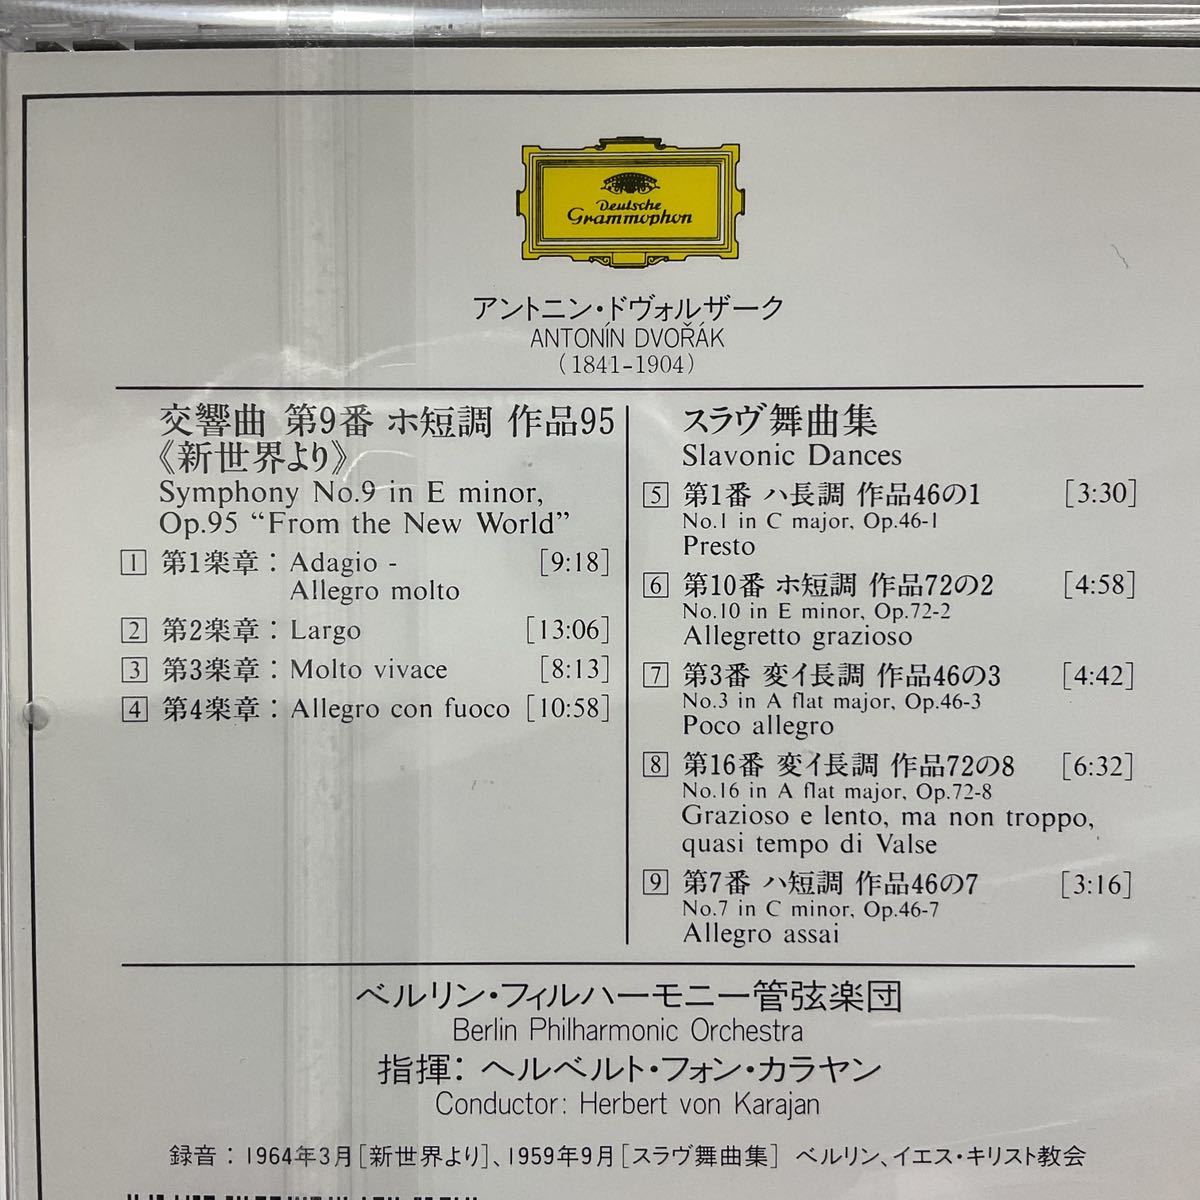 Deutsche
Grammophon
アントニン・ドヴォルザーク
ANTONÍN DVOŘÁK
(1841-1904)
交響曲 第9番 ホ短調 作品95
《新世界より》
Symphony No.9 in E minor,
Op.95 “From the New World”
1 第1楽章： Adagio - [9:18]
Allegro molto
2 第2楽章： Largo [13:06]
3 第3楽章： Molto vivace [8:13]
4 第4楽章： Allegro con fuoco [10:58]
スラヴ舞曲集
Slavonic Dances
5 第1番 ハ長調 作品46の1 [3:30]
No.1 in C major, Op.46-1
Presto
6 第10番 ホ短調 作品72の2 [4:58]
No.10 in E minor, Op.72-2
Allegretto grazioso
7 第3番 変イ長調 作品46の3 [4:42]
No.3 in A flat major, Op.46-3
Poco allegro
8 第16番 変イ長調 作品72の8 [6:32]
No.16 in A flat major, Op.72-8
Grazioso e lento, ma non troppo,
quasi tempo di Valse
9 第7番 ハ短調 作品46の7 [3:16]
No.7 in C minor, Op.46-7
Allegro assai
ベルリン・フィルハーモニー管弦楽団
Berlin Philharmonic Orchestra
指揮： ヘルベルト・フォン・カラヤン
Conductor: Herbert von Karajan
録音： 1964年3月[新世界より]、1959年9月[スラヴ舞曲集] ベルリン、イエス・キリスト教会